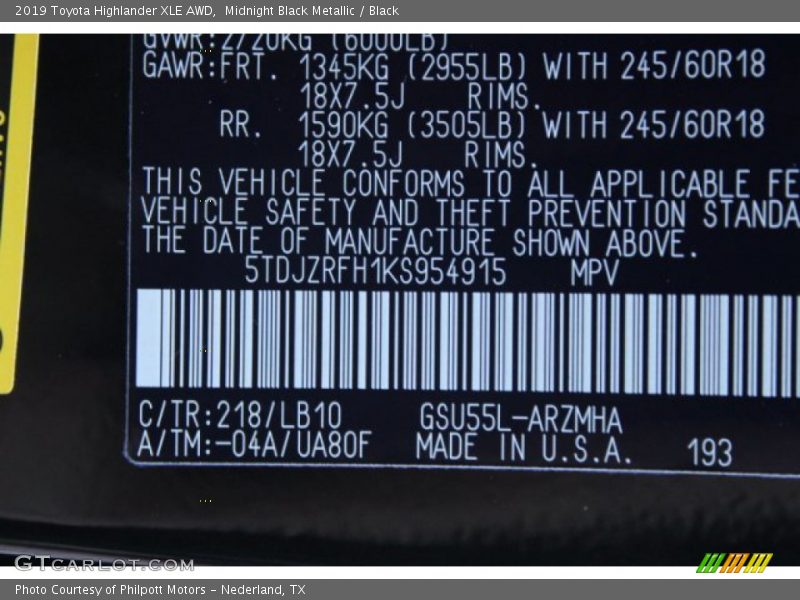 2019 Toyota Highlander XLE AWD,  Midnight Black Metallic / Black
GVWR:2720KG (6000LB)
GAWR:FRT. 1345KG (2955LB) WITH 245/60R18
18X7.5J RIMS.
RR. 1590KG (3505LB) WITH 245/60R18
18X7.5J RIMS.
THIS VEHICLE CONFORMS TO ALL APPLICABLE FE
VEHICLE SAFETY AND THEFT PREVENTION STANDA
THE DATE OF MANUFACTURE SHOWN ABOVE.
5TDJZRFH1KS954915 MPV
C/TR:218/LB10 GSU55L-ARZMHA
A/TM:-04A/UA80F MADE IN U.S.A. 193
GTCARLOT.COM
Photo Courtesy of Philpott Motors - Nederland, TX